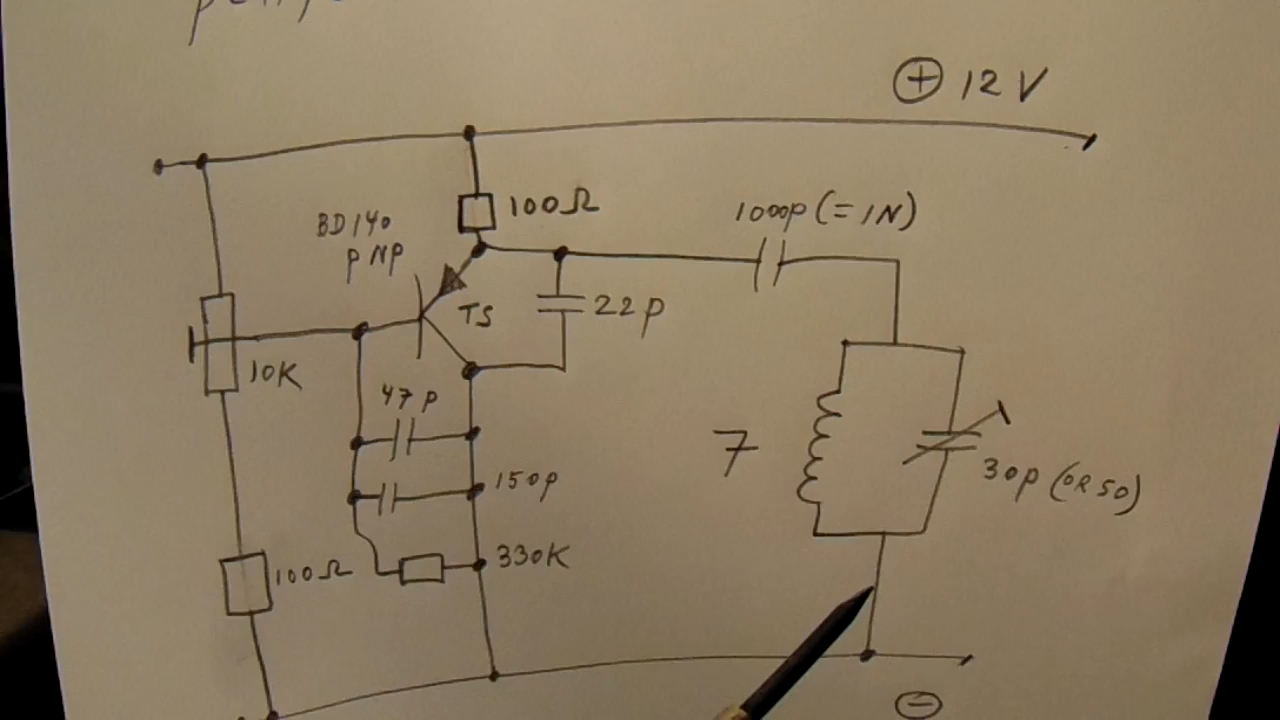 ⊕ 12 V
100Ω
1000p (= 1N)
BD140
PNP
TS
22p
10K
47p
7
30p (OR 50)
150p
330K
100Ω
⊖